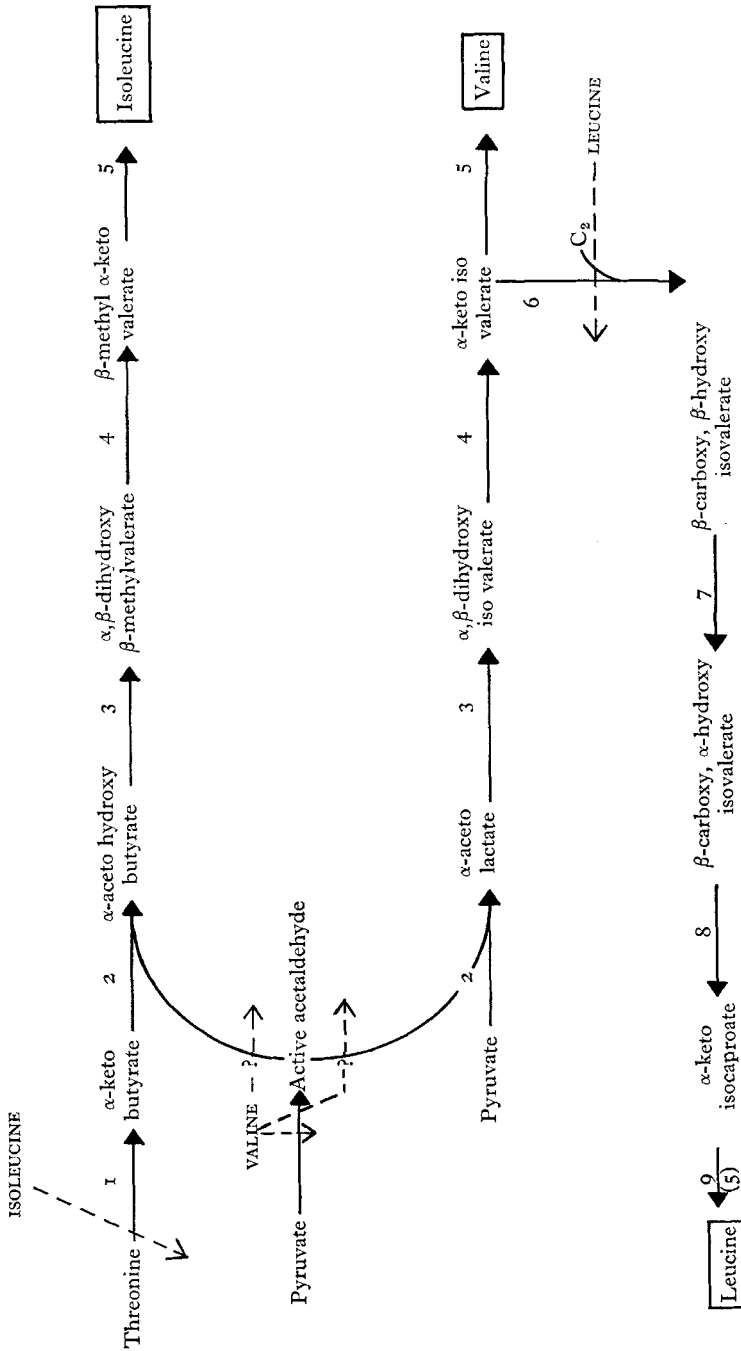 ISOLEUCINE
Threonine
1
α-keto
butyrate
2
α-aceto hydroxy
butyrate
3
α,β-dihydroxy
β-methylvalerate
4
β-methyl α-keto
valerate
5
Isoleucine
VALINE
?
Pyruvate
Active acetaldehyde
?
2
Pyruvate
α-aceto
lactate
3
α,β-dihydroxy
iso valerate
4
α-keto iso
valerate
5
Valine
6
C₂
LEUCINE
β-carboxy, β-hydroxy
isovalerate
7
β-carboxy, α-hydroxy
isovalerate
8
α-keto
isocaproate
9
(5)
Leucine